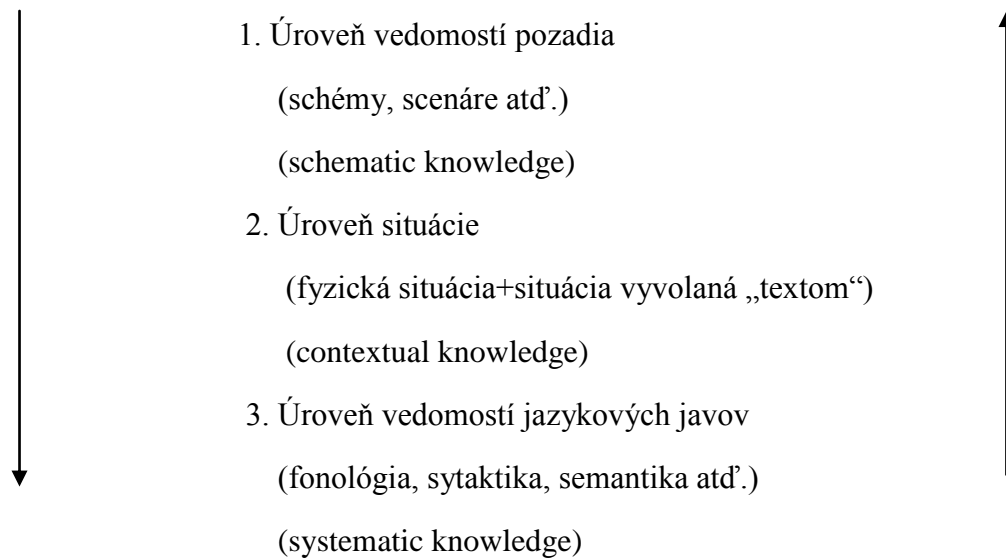 1. Úroveň vedomostí pozadia
(schémy, scenáre atď.)
(schematic knowledge)
2. Úroveň situácie
(fyzická situácia+situácia vyvolaná „textom“)
(contextual knowledge)
3. Úroveň vedomostí jazykových javov
(fonológia, sytaktika, semantika atď.)
(systematic knowledge)